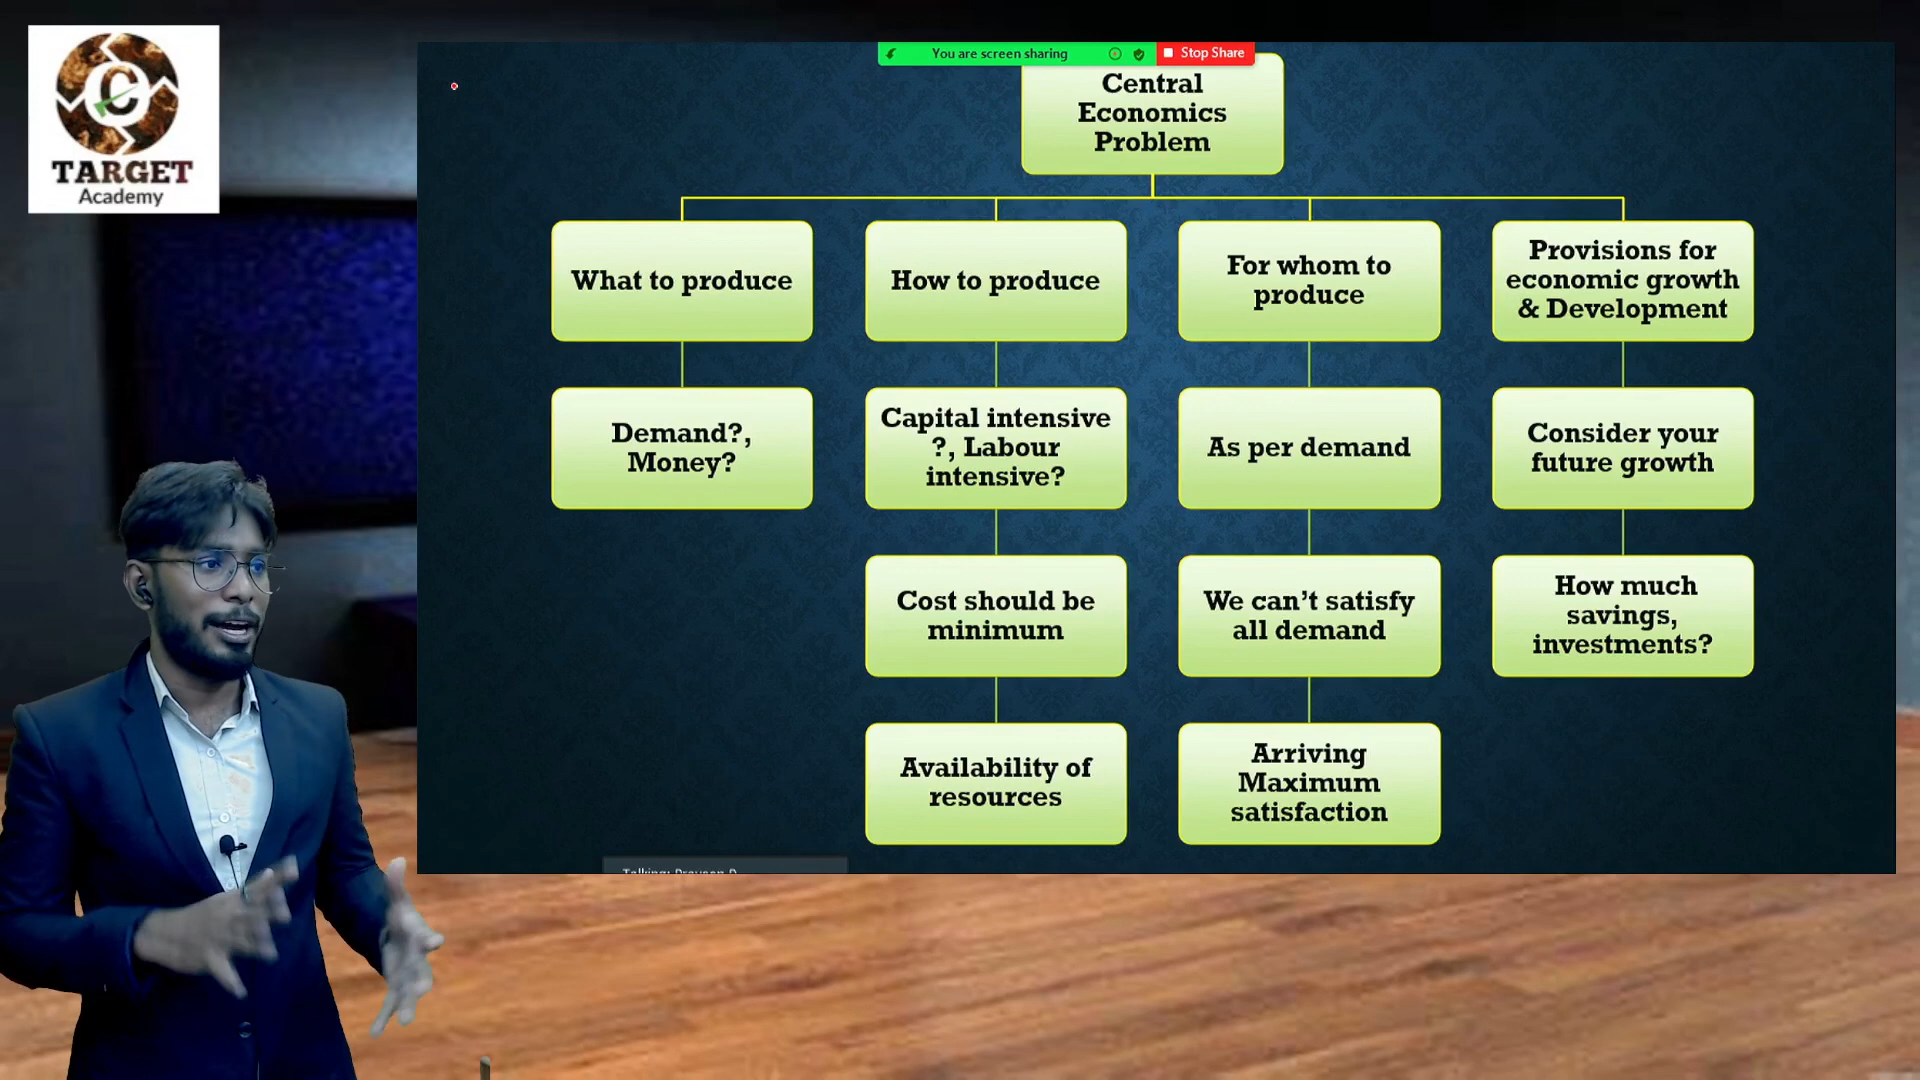 TARGET
Academy
You are screen sharing
Stop Share
Central
Economics
Problem
What to produce
How to produce
For whom to
produce
Provisions for
economic growth
& Development
Demand?,
Money?
Capital intensive
?, Labour
intensive?
As per demand
Consider your
future growth
Cost should be
minimum
We can’t satisfy
all demand
How much
savings,
investments?
Availability of
resources
Arriving
Maximum
satisfaction